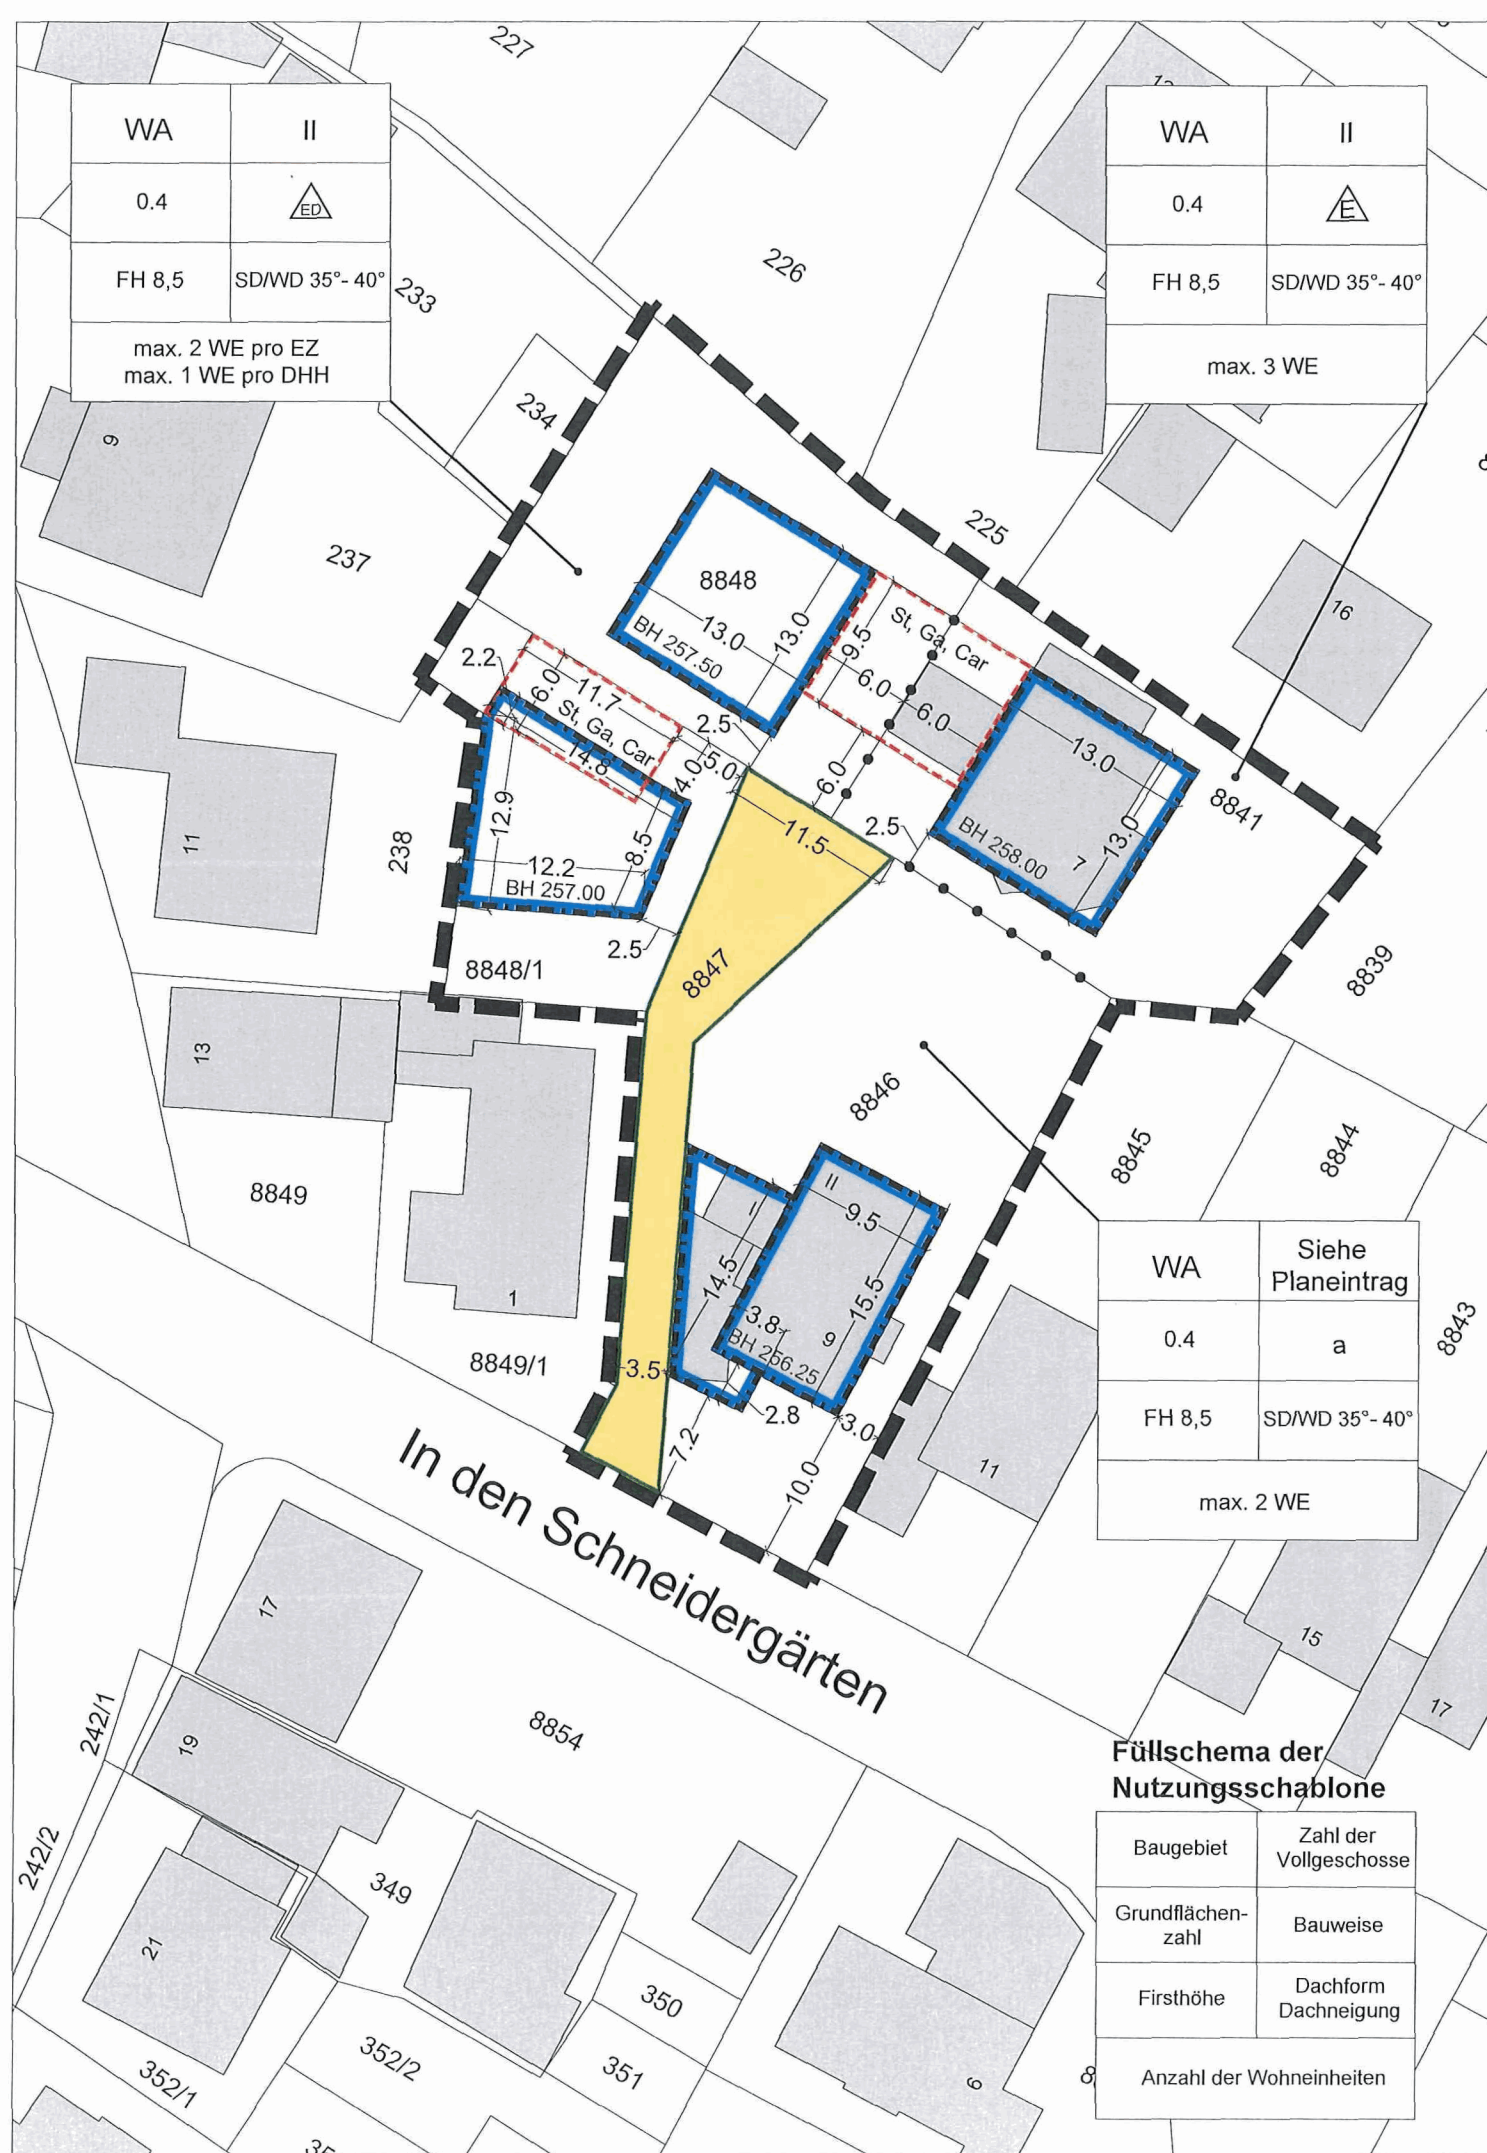 227
WA
II
0.4
ED
FH 8,5
SD/WD 35°- 40°
max. 2 WE pro EZ
max. 1 WE pro DHH
WA
II
0.4
E
FH 8,5
SD/WD 35°- 40°
max. 3 WE
226
233
234
9
237
225
16
8848
13.0
13.0
BH 257.50
St, Ga, Car
9.5
6.0
6.0
2.2
6.0
11.7
St, Ga, Car
14.8
2.5
4.0
5.0
6.0
13.0
13.0
BH 258.00
7
8841
11
238
12.9
12.2
8.5
BH 257.00
11.5
2.5
2.5
8848/1
8847
8839
13
8846
8845
8844
8849
1
8849/1
II
I
9.5
14.5
15.5
3.8
9
BH 256.25
3.5
2.8
3.0
7.2
10.0
11
WA
Siehe
Planeintrag
0.4
a
FH 8,5
SD/WD 35°- 40°
max. 2 WE
8843
In den Schneidergärten
17
19
21
242/1
242/2
8854
349
350
351
352/1
352/2
6
15
17
Füllschema der
Nutzungsschablone
Baugebiet
Zahl der
Vollgeschosse
Grundflächen-
zahl
Bauweise
Firsthöhe
Dachform
Dachneigung
Anzahl der Wohneinheiten